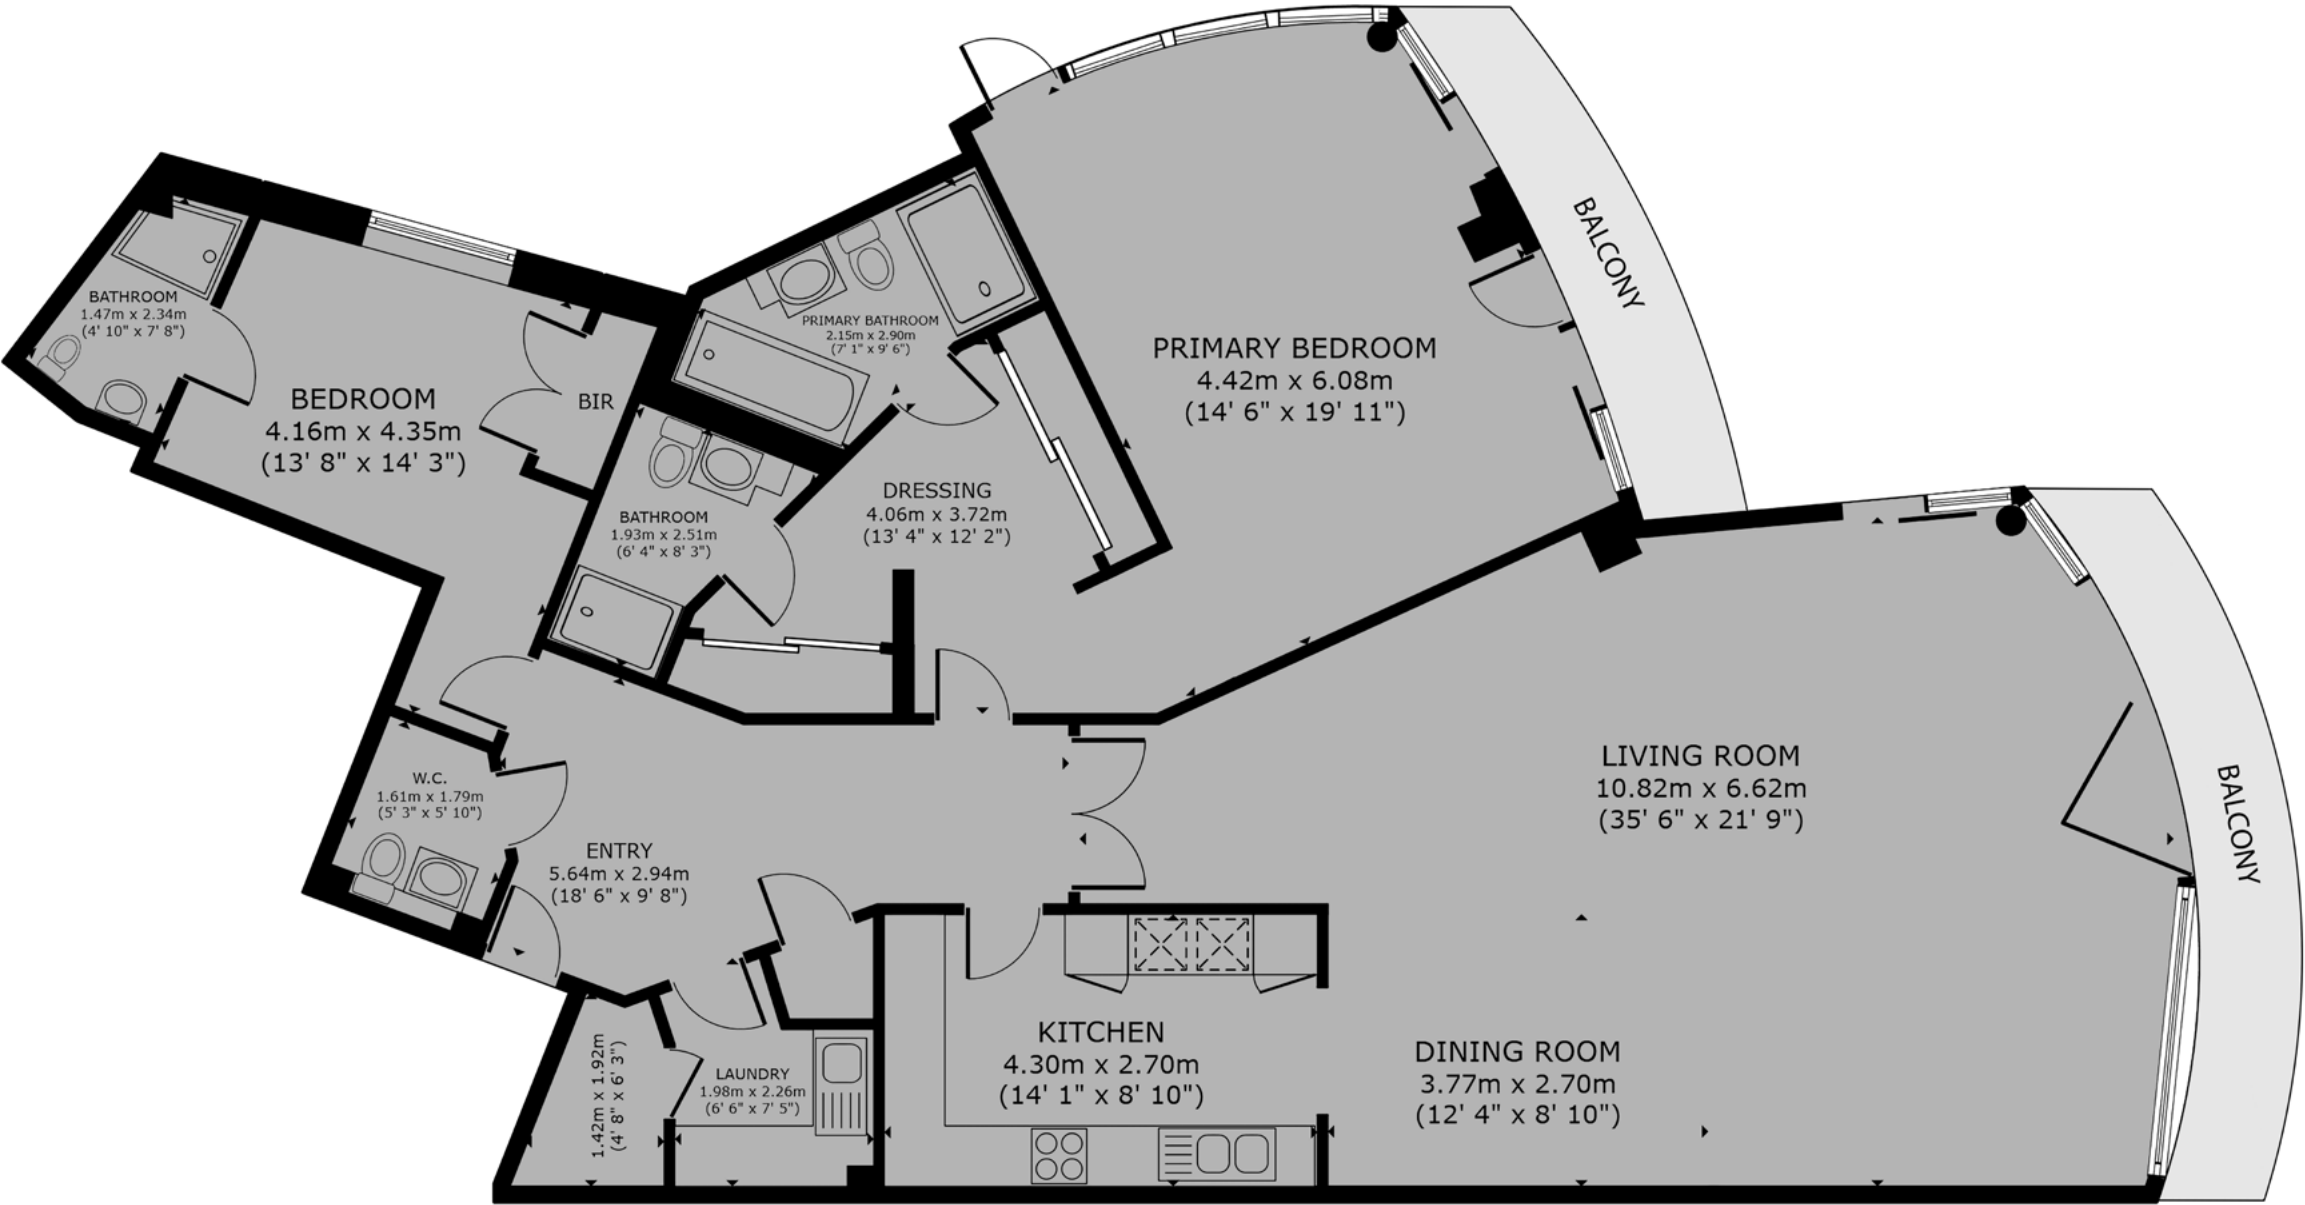 BALCONY
BATHROOM
1.47m x 2.34m
(4' 10" x 7' 8")
PRIMARY BATHROOM
2.15m x 2.90m
(7' 1" x 9' 6")
PRIMARY BEDROOM
4.42m x 6.08m
(14' 6" x 19' 11")
BEDROOM
4.16m x 4.35m
(13' 8" x 14' 3")
BIR
DRESSING
4.06m x 3.72m
(13' 4" x 12' 2")
BATHROOM
1.93m x 2.51m
(6' 4" x 8' 3")
LIVING ROOM
10.82m x 6.62m
(35' 6" x 21' 9")
BALCONY
W.C.
1.61m x 1.79m
(5' 3" x 5' 10")
ENTRY
5.64m x 2.94m
(18' 6" x 9' 8")
KITCHEN
4.30m x 2.70m
(14' 1" x 8' 10")
DINING ROOM
3.77m x 2.70m
(12' 4" x 8' 10")
1.42m x 1.92m
(4' 8" x 6' 3")
LAUNDRY
1.98m x 2.26m
(6' 6" x 7' 5")